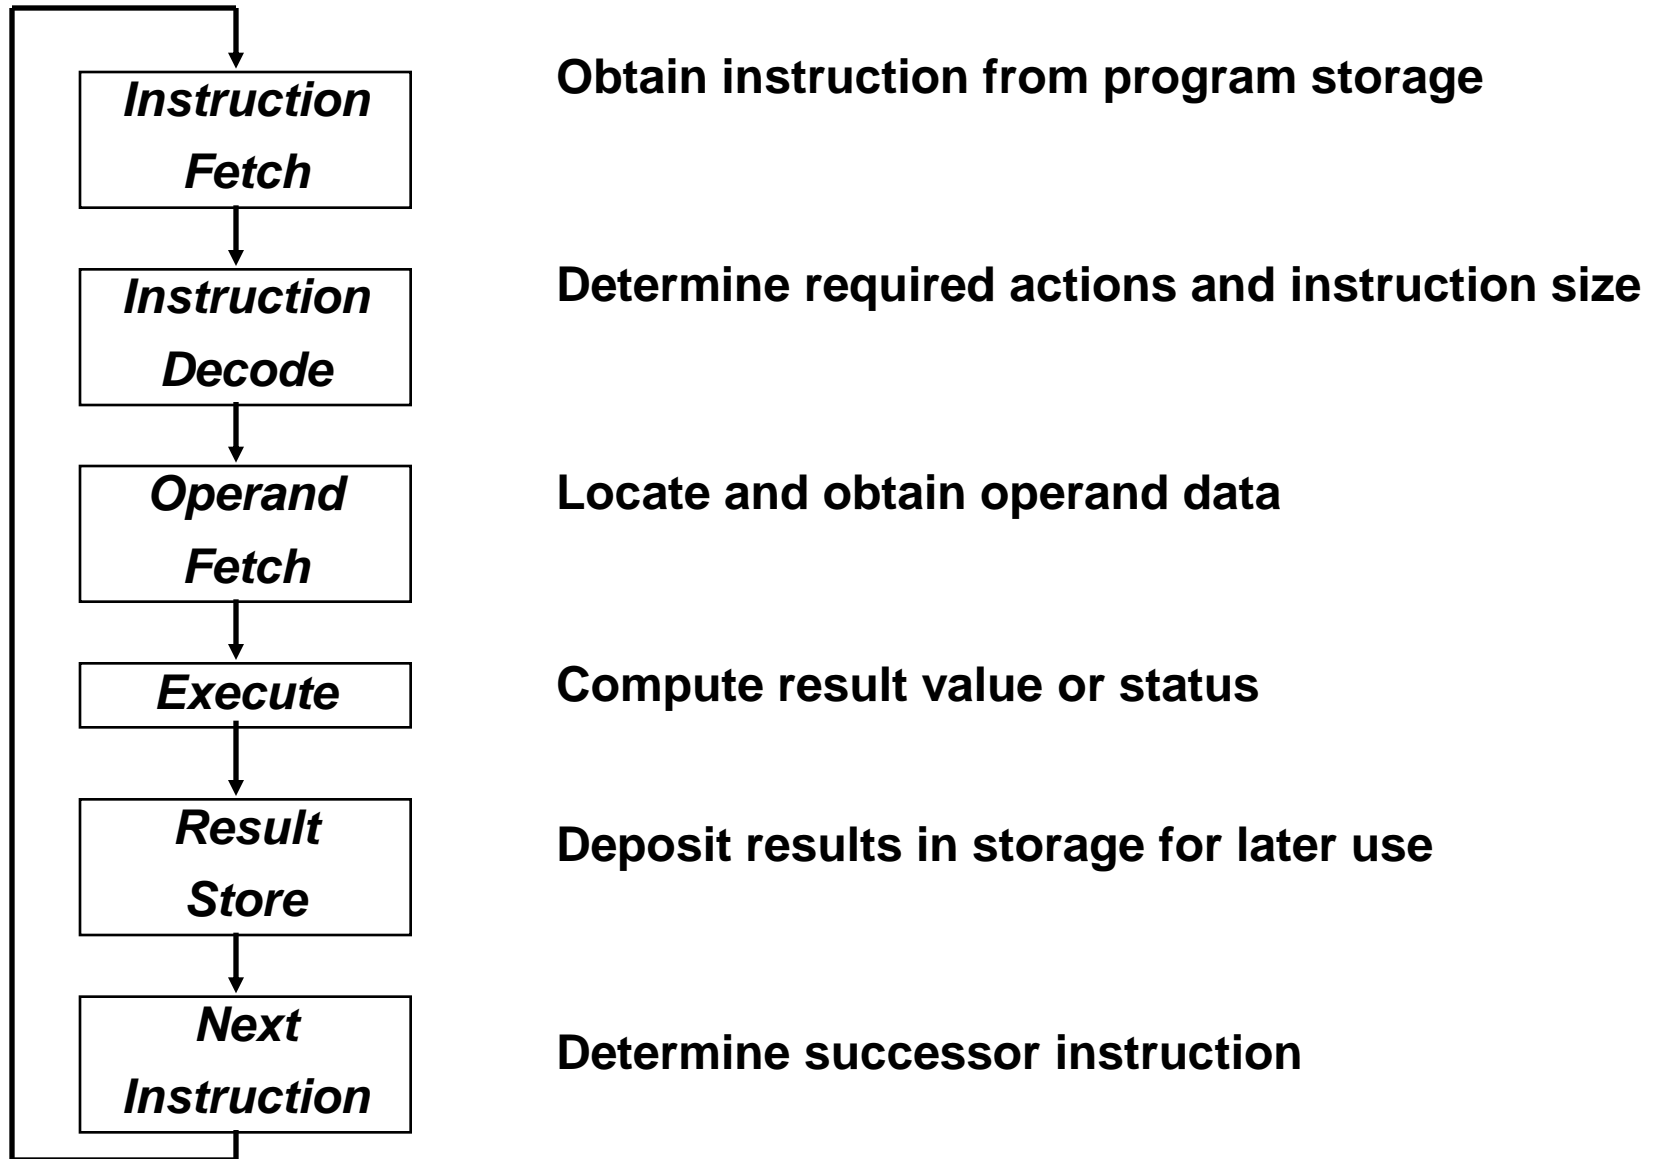 Instruction
Fetch
Obtain instruction from program storage
Instruction
Decode
Determine required actions and instruction size
Operand
Fetch
Locate and obtain operand data
Execute
Compute result value or status
Result
Store
Deposit results in storage for later use
Next
Instruction
Determine successor instruction